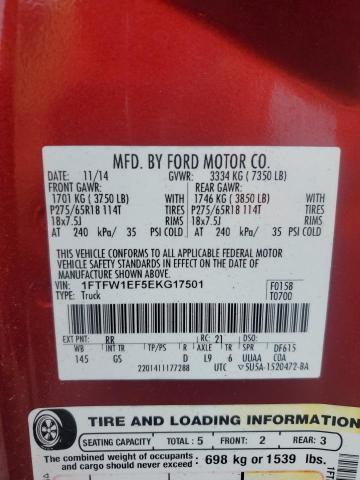 MFD. BY FORD MOTOR CO.
DATE: 11/14 GVWR: 3334 KG ( 7350 LB)
FRONT GAWR: REAR GAWR:
1701 KG ( 3750 LB) 1746 KG ( 3850 LB)
P275/65R18 114T TIRES P275/65R18 114T TIRES
18x7.5J RIMS 18x7.5J RIMS
AT 240 kPa/ 35 PSI COLD AT 240 kPa/ 35 PSI COLD
THIS VEHICLE CONFORMS TO ALL APPLICABLE FEDERAL MOTOR
VEHICLE SAFETY AND THEFT PREVENTION STANDARDS IN EFFECT
ON THE DATE OF MANUFACTURE SHOWN ABOVE.
VIN: 1FTFW1EF5EKG17501 F0158
TYPE: Truck T0700
EXT PNT: RR RC: 21 DSO:
WB INT TR TP/PS R AXLE TR SPR DF615
145 GS D L9 6 UUAA COA
2201411177288 UTC 5U5A-1520472-BA
TIRE AND LOADING INFORMATION
SEATING CAPACITY TOTAL : 5 FRONT: 2 REAR: 3
The combined weight of occupants and cargo should never exceed 698 kg or 1539 lbs.